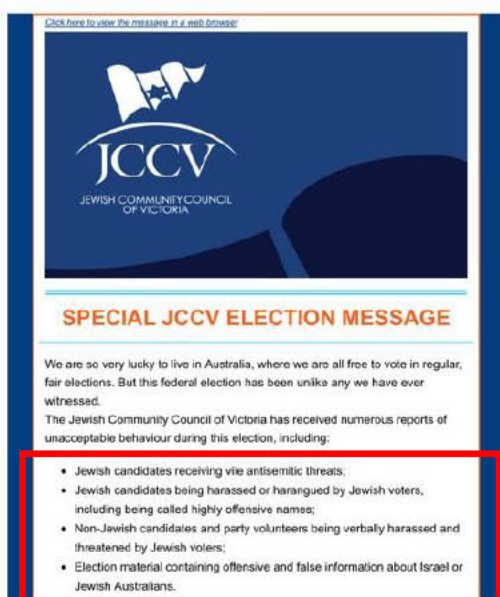 Click here to view the message in a web browser
JCCV
JEWISH COMMUNITY COUNCIL
OF VICTORIA
SPECIAL JCCV ELECTION MESSAGE
We are so very lucky to live in Australia, where we are all free to vote in regular,
fair elections. But this federal election has been unlike any we have ever
witnessed.
The Jewish Community Council of Victoria has received numerous reports of
unacceptable behaviour during this election, including:
• Jewish candidates receiving vile antisemitic threats;
• Jewish candidates being harassed or harangued by Jewish voters,
including being called highly offensive names;
• Non-Jewish candidates and party volunteers being verbally harassed and
threatened by Jewish voters;
• Election material containing offensive and false information about Israel or
Jewish Australians.